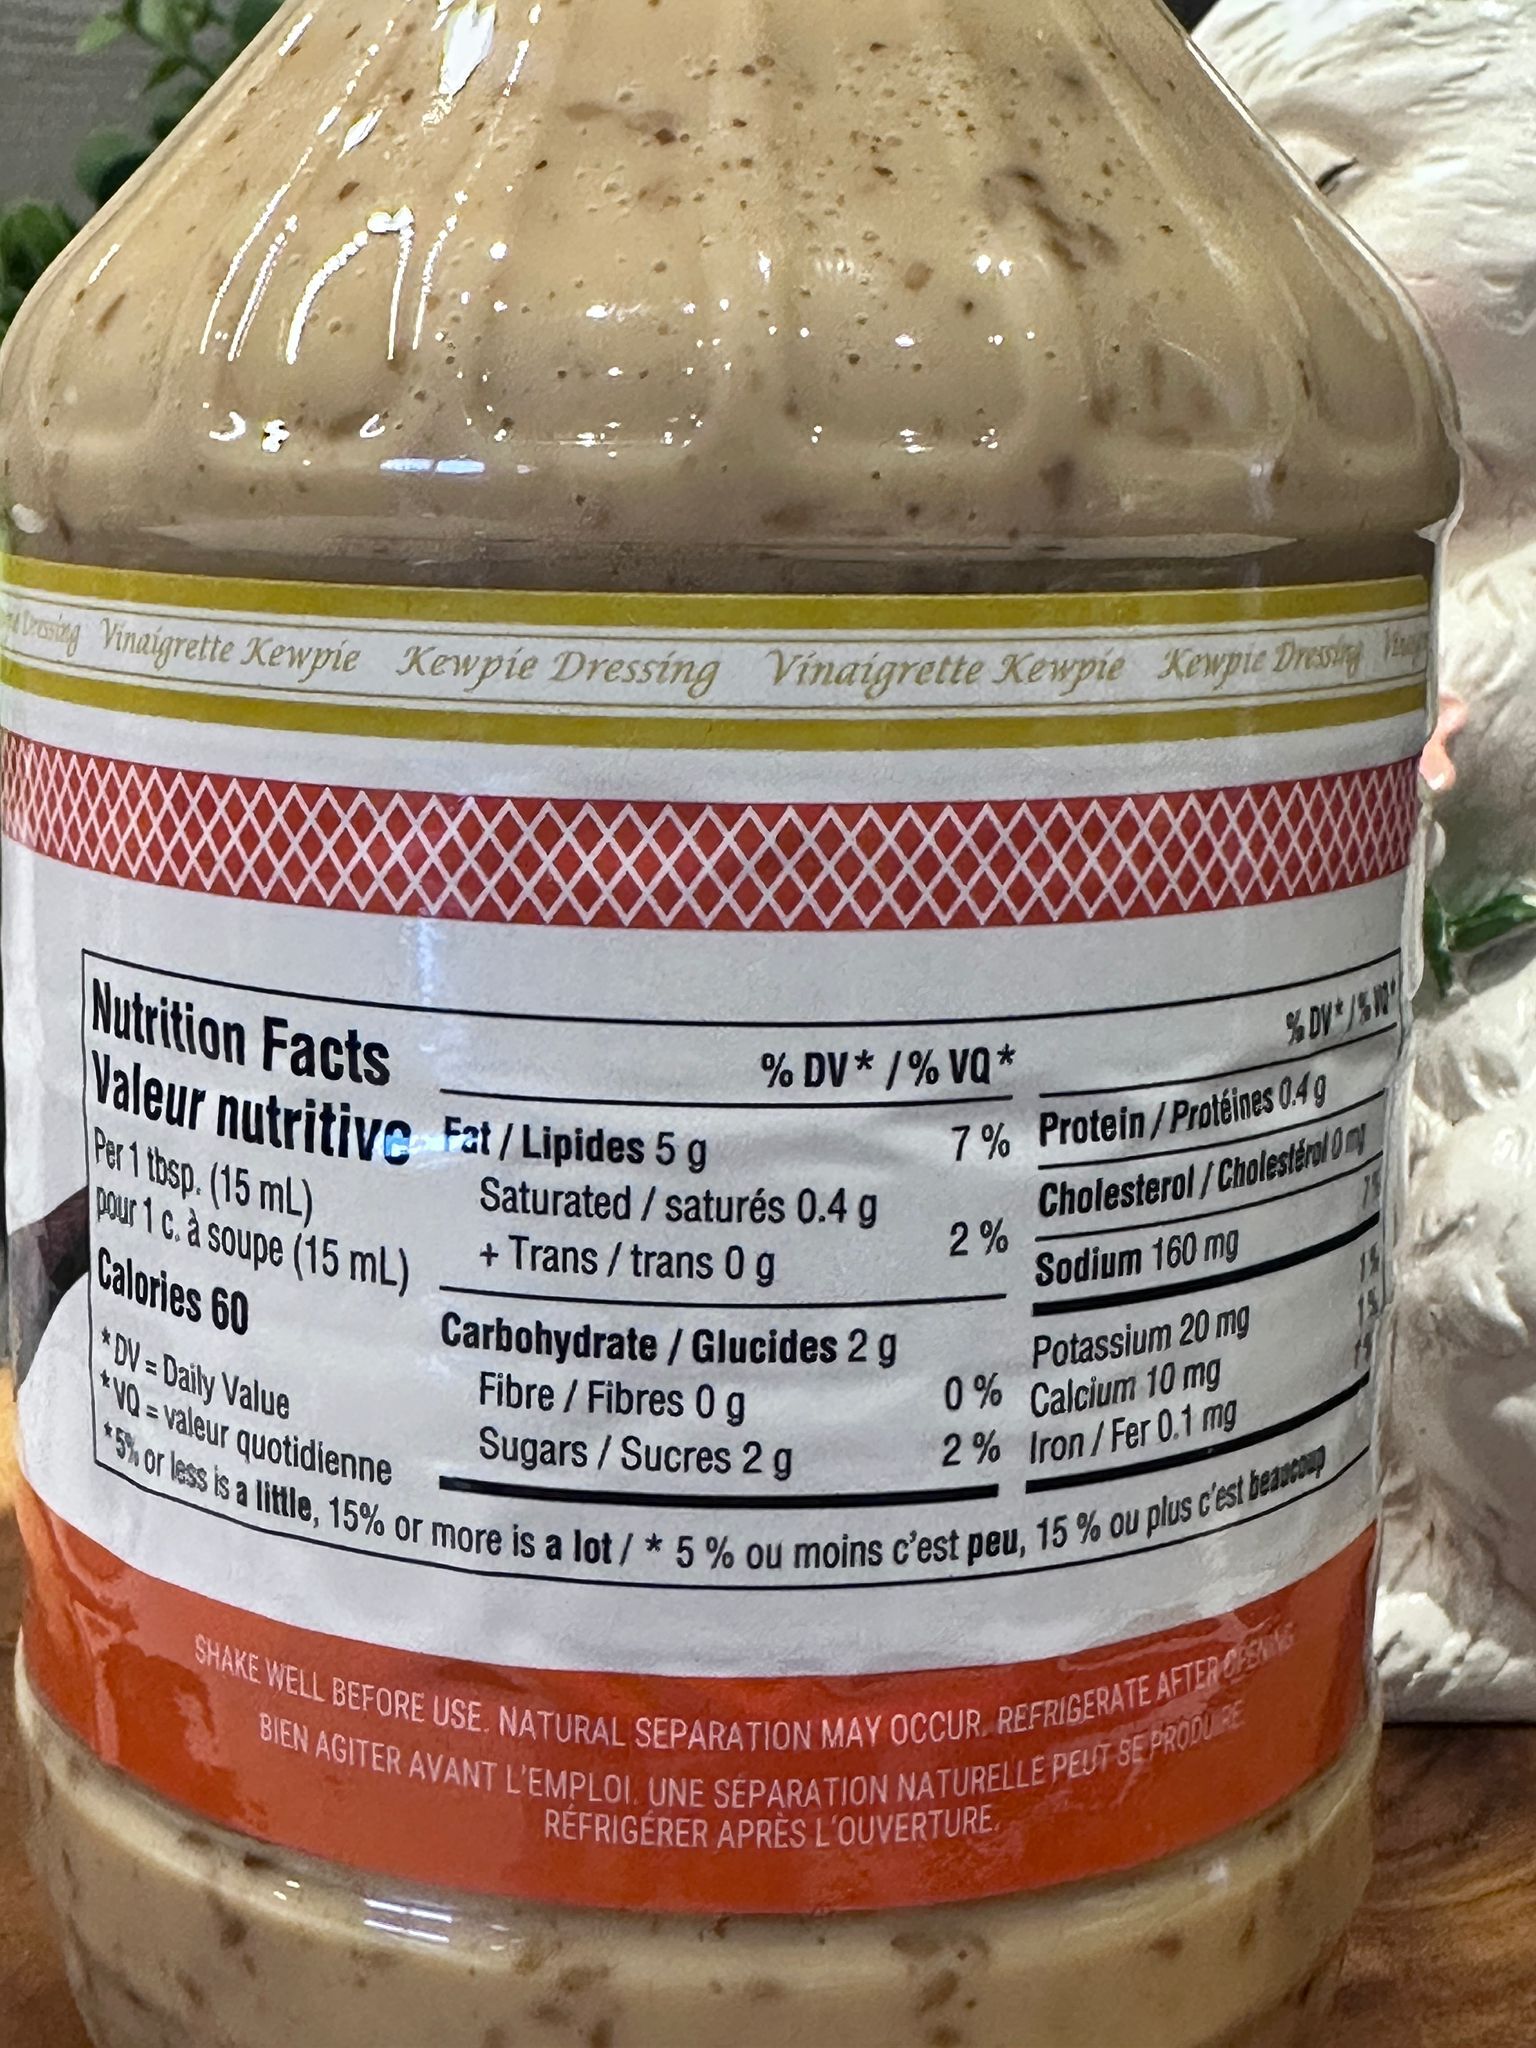 Dressing Vinaigrette Kewpie Kewpie Dressing Vinaigrette Kewpie Kewpie Dressing
Nutrition Facts
Valeur nutritive
Per 1 tbsp. (15 mL)
pour 1 c. à soupe (15 mL)
Calories 60
* DV = Daily Value
* VQ = valeur quotidienne
% DV* / % VQ*
Fat / Lipides 5 g 7 %
Saturated / saturés 0.4 g
+ Trans / trans 0 g 2 %
Carbohydrate / Glucides 2 g
Fibre / Fibres 0 g 0 %
Sugars / Sucres 2 g 2 %
% DV* / % VQ*
Protein / Protéines 0.4 g
Cholesterol / Cholestérol 0 mg
Sodium 160 mg 7%
Potassium 20 mg 1%
Calcium 10 mg 1%
Iron / Fer 0.1 mg 1%
*5% or less is a little, 15% or more is a lot / * 5 % ou moins c'est peu, 15 % ou plus c'est beaucoup
SHAKE WELL BEFORE USE. NATURAL SEPARATION MAY OCCUR. REFRIGERATE AFTER OPENING
BIEN AGITER AVANT L'EMPLOI. UNE SÉPARATION NATURELLE PEUT SE PRODUIRE
RÉFRIGÉRER APRÈS L'OUVERTURE.